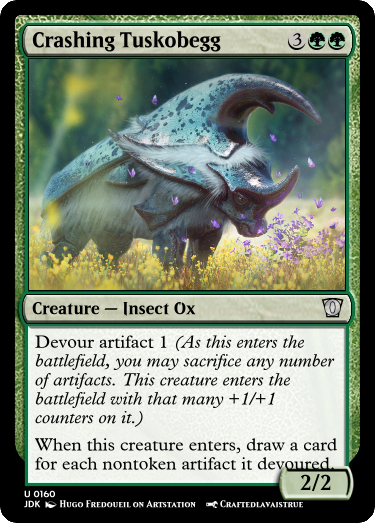 Crashing Tuskobegg 3
Creature — Insect Ox
Devour artifact 1 (As this enters the
battlefield, you may sacrifice any number
of artifacts. This creature enters the
battlefield with that many +1/+1
counters on it.)
When this creature enters, draw a card
for each nontoken artifact it devoured.
2/2
U 0160
JDK Hugo Fredoueil on Artstation Craftedlavaistrue